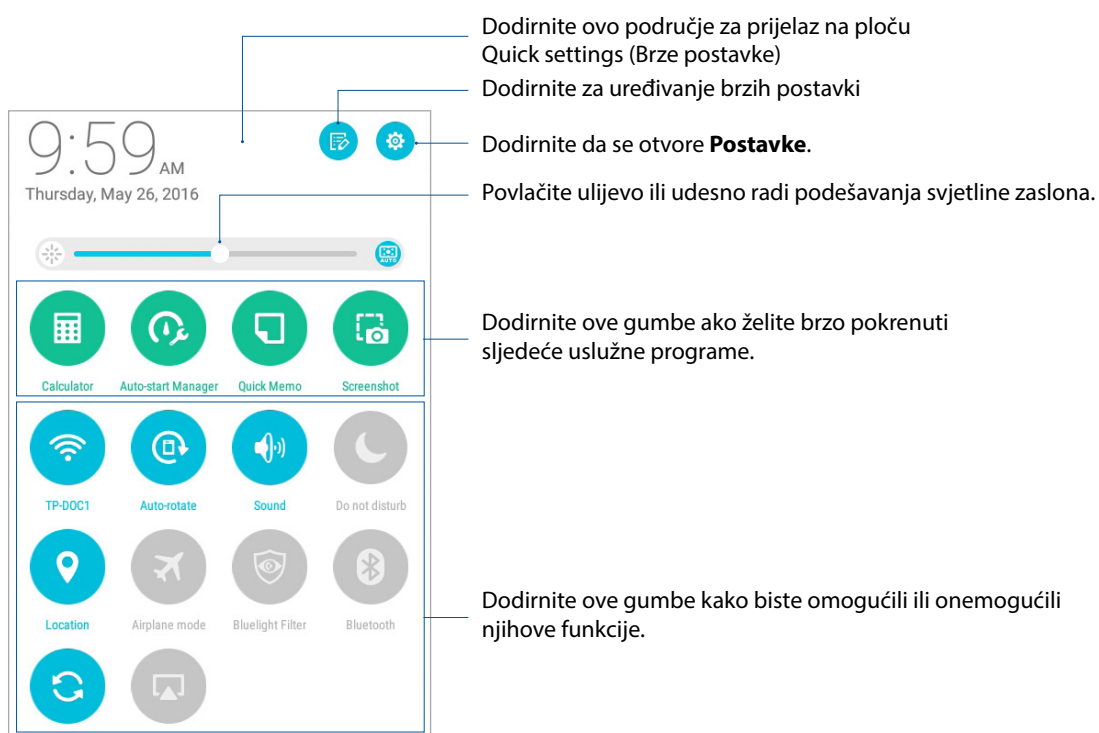 Dodirnite ovo područje za prijelaz na ploču
Quick settings (Brze postavke)
Dodirnite za uređivanje brzih postavki
Dodirnite da se otvore Postavke.
Povlačite ulijevo ili udesno radi podešavanja svjetline zaslona.
9:59 AM
Thursday, May 26, 2016
AUTO
Dodirnite ove gumbe ako želite brzo pokrenuti
sljedeće uslužne programe.
Calculator Auto-start Manager Quick Memo Screenshot
TP-DOC1 Auto-rotate Sound Do not disturb
Location Airplane mode Bluelight Filter Bluetooth
Dodirnite ove gumbe kako biste omogućili ili onemogućili
njihove funkcije.